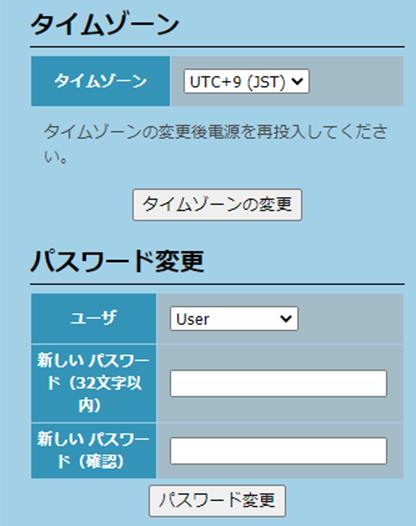 タイムゾーン
タイムゾーン
UTC+9 (JST)
タイムゾーンの変更後電源を再投入してくださ
い。
タイムゾーンの変更
パスワード変更
ユーザ
User
新しい パスワー
ド（32文字以
内）
新しい パスワー
ド（確認）
パスワード変更